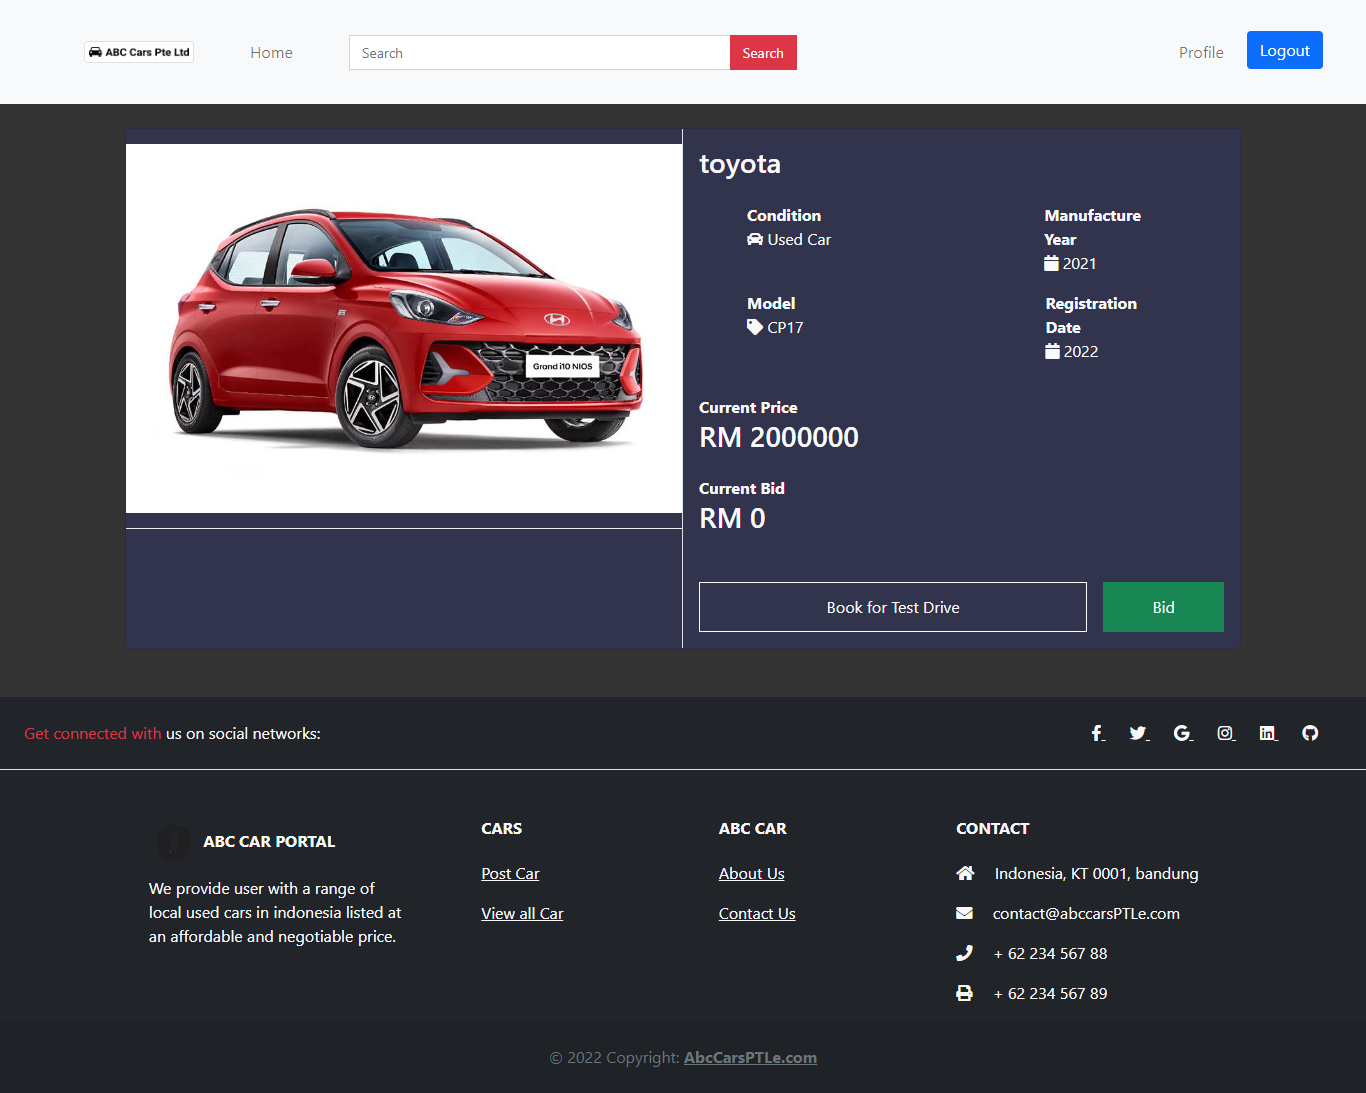 ABC Cars Pte Ltd
Home
Search
Search
Profile
Logout
Grand i10 NIOS
toyota
Condition
Used Car
Manufacture
Year
2021
Model
CP17
Registration
Date
2022
Current Price
RM 2000000
Current Bid
RM 0
Book for Test Drive
Bid
Get connected with us on social networks:
ABC CAR PORTAL
We provide user with a range of
local used cars in indonesia listed at
an affordable and negotiable price.
CARS
Post Car
View all Car
ABC CAR
About Us
Contact Us
CONTACT
Indonesia, KT 0001, bandung
contact@abccarsPTLe.com
+ 62 234 567 88
+ 62 234 567 89
© 2022 Copyright: AbcCarsPTLe.com